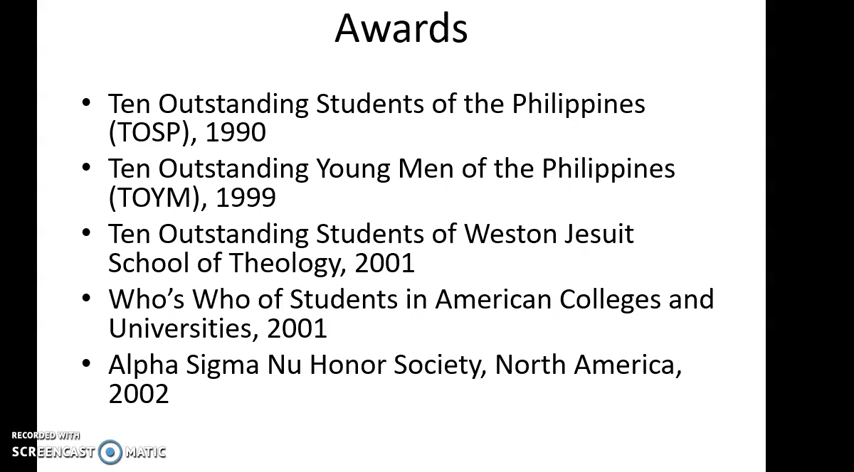 Awards
• Ten Outstanding Students of the Philippines
(TOSP), 1990
• Ten Outstanding Young Men of the Philippines
(TOYM), 1999
• Ten Outstanding Students of Weston Jesuit
School of Theology, 2001
• Who’s Who of Students in American Colleges and
Universities, 2001
• Alpha Sigma Nu Honor Society, North America,
2002
RECORDED WITH
SCREENCAST MATIC